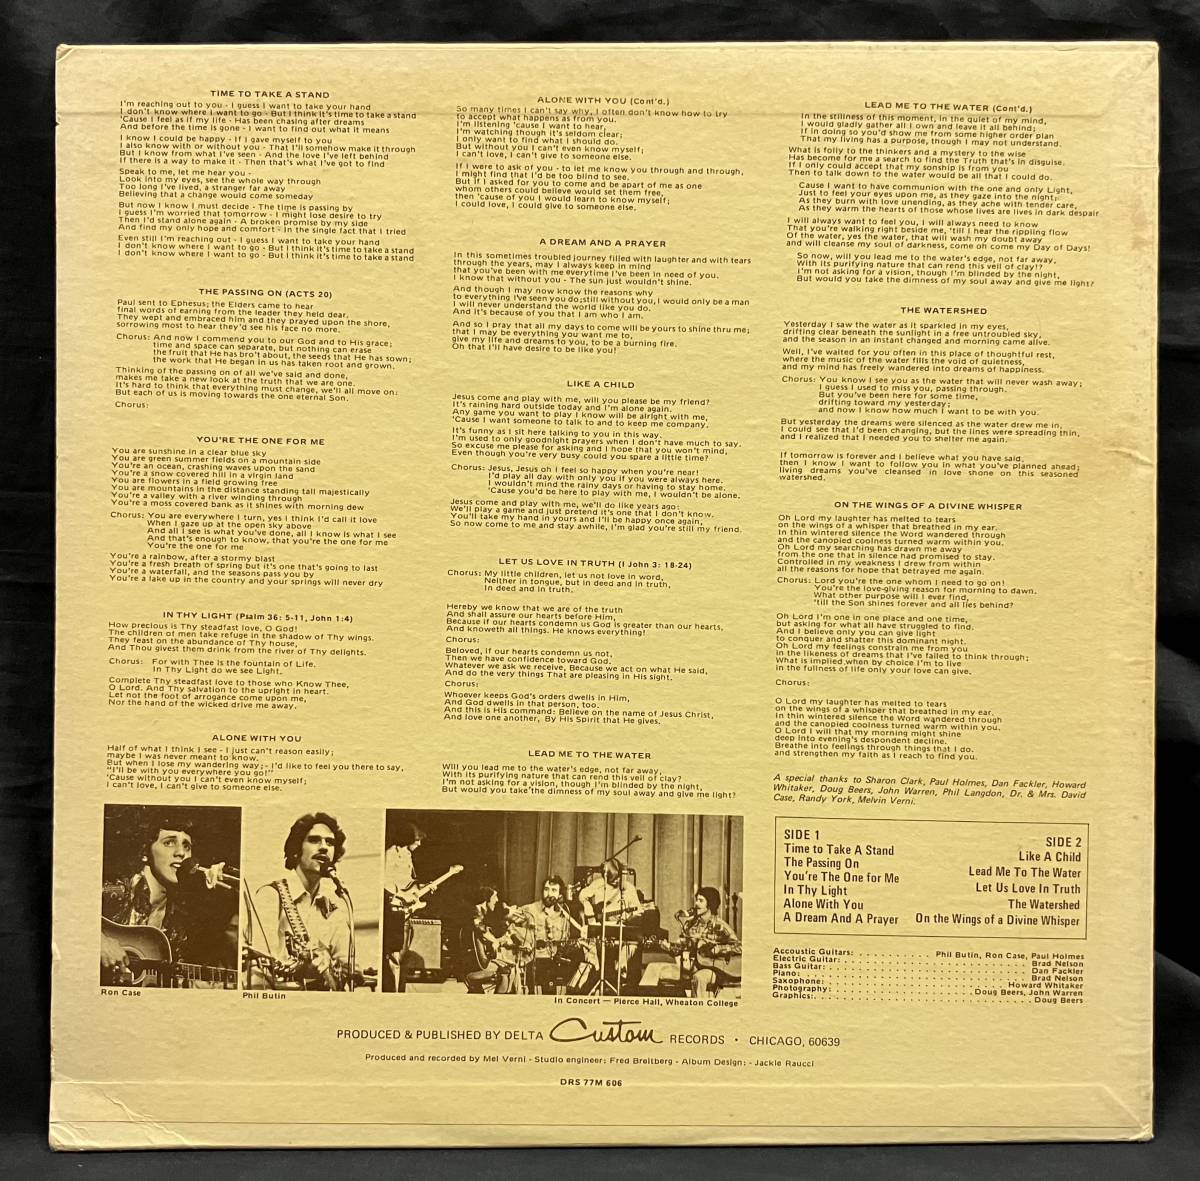 TIME TO TAKE A STAND
I'm reaching out to you - I guess I want to take your hand
I don't know where I want to go - But I think it's time to take a stand
'Cause I feel as if my life - Has been chasing after dreams
And before the time is gone - I want to find out what it means
I know I could be happy - If I gave myself to you
I also know with or without you - That I'll somehow make it through
But I know from what I've seen - And the love I've left behind
If there is a way to make it - Then that's what I've got to find
Speak to me, let me hear you -
Look into my eyes, see the whole way through
Too long I've lived, a stranger far away
Believing that a change would come someday
But now I know I must decide - The time is passing by
I guess I'm worried that tomorrow - I might lose desire to try
Then I'd stand alone again - A broken promise by my side
And find my only hope and comfort - In the single fact that I tried
Even still I'm reaching out - I guess I want to take your hand
I don't know where I want to go - But I think it's time to take a stand
I don't know where I want to go - But I think it's time to take a stand
THE PASSING ON (ACTS 20)
Paul sent to Ephesus; the Elders came to hear
final words of earning from the leader they held dear.
They wept and embraced him and they prayed upon the shore,
sorrowing most to hear they'd see his face no more.
Chorus: And now I commend you to our God and to His grace;
time and space can separate, but nothing can erase
the fruit that He has bro't about, the seeds that He has sown;
the work that He began in us has taken root and grown.
Thinking of the passing on of all we've said and done,
makes me take a new look at the truth that we are one.
It's hard to think that everything must change, we'll all move on:
But each of us is moving towards the one eternal Son.
Chorus:
YOU'RE THE ONE FOR ME
You are sunshine in a clear blue sky
You are green summer fields on a mountain side
You're an ocean, crashing waves upon the sand
You're a snow covered hill in a virgin land
You are flowers in a field growing free
You are mountains in the distance standing tall majestically
You're a valley with a river winding through
You're a moss covered bank as it shines with morning dew
Chorus: You are everywhere I turn, yes I think I'd call it love
When I gaze up at the open sky above
And all I see is what you've done, all I know is what I see
And that's enough to know, that you're the one for me
You're the one for me
You're a rainbow, after a stormy blast
You're a fresh breath of spring but it's one that's going to last
You're a waterfall, and the seasons pass you by
You're a lake up in the country and your springs will never dry
IN THY LIGHT (Psalm 36: 5-11, John 1:4)
How precious is Thy steadfast love, O God!
The children of men take refuge in the shadow of Thy wings.
They feast on the abundance of Thy house,
And Thou givest them drink from the river of Thy delights.
Chorus: For with Thee is the fountain of Life.
In Thy Light do we see Light.
Complete Thy steadfast love to those who Know Thee,
O Lord. And Thy salvation to the upright in heart.
Let not the foot of arrogance come upon me,
Nor the hand of the wicked drive me away.
ALONE WITH YOU
Half of what I think I see - I just can't reason easily;
maybe I was never meant to know.
But when I lose my wandering way; - I'd like to feel you there to say,
"I'll be with you everywhere you go!"
'Cause without you I can't even know myself;
I can't love, I can't give to someone else.
ALONE WITH YOU (Cont'd.)
So many times I can't say why, I often don't know how to try
to accept what happens as from you.
I'm listening 'cause I want to hear,
I'm watching though it's seldom clear;
I only want to find what I should do.
But without you I can't even know myself;
I can't love, I can't give to someone else.
If I were to ask of you - to let me know you through and through,
I might find that I'd be too blind to see.
But if I asked for you to come and be apart of me as one
whom others could believe would set them free,
then 'cause of you I would learn to know myself;
I could love, I could give to someone else.
A DREAM AND A PRAYER
In this sometimes troubled journey filled with laughter and with tears
through the years, may I always keep in mind
that you've been with me everytime I've been in need of you.
I know that without you - The sun just wouldn't shine.
And though I may now know the reasons why
to everything I've seen you do;still without you, I would only be a man
I will never understand the world like you do.
And it's because of you that I am who I am.
And so I pray that all my days to come will be yours to shine thru me;
that I may be everything you want me to,
give my life and dreams to you, to be a burning fire.
Oh that I'll have desire to be like you!
LIKE A CHILD
Jesus come and play with me, will you please be my friend?
It's raining hard outside today and I'm alone again.
Any game you want to play I know will be alright with me,
'Cause I want someone to talk to and to keep me company.
It's funny as I sit here talking to you in this way.
I'm used to only goodnight prayers when I don't have much to say.
So excuse me please for asking and I hope that you won't mind,
Even though you're very busy could you spare a little time?
Chorus: Jesus, Jesus oh I feel so happy when you're near!
I'd play all day with only you if you were always here.
I wouldn't mind the rainy days or having to stay home.
'Cause you'd be here to play with me, I wouldn't be alone.
Jesus come and play with me, we'll do like years ago:
We'll play a game and just pretend it's one that I don't know.
You'll take my hand in yours and I'll be happy once again,
So now come to me and stay awhile, I'm glad you're still my friend.
LET US LOVE IN TRUTH (I John 3: 18-24)
Chorus: My little children, let us not love in word,
Neither in tongue, but in deed and in truth,
In deed and in truth.
Hereby we know that we are of the truth
And shall assure our hearts before Him,
Because if our hearts condemn us God is greater than our hearts,
And knoweth all things. He knows everything!
Chorus:
Beloved, if our hearts condemn us not,
Then we have confidence toward God.
Whatever we ask we receive, Because we act on what He said,
And do the very things That are pleasing in His sight.
Chorus:
Whoever keeps God's orders dwells in Him,
And God dwells in that person, too.
And this is His command: Believe on the name of Jesus Christ,
And love one another, By His Spirit that He gives.
LEAD ME TO THE WATER
Will you lead me to the water's edge, not far away,
With its purifying nature that can rend this veil of clay?
I'm not asking for a vision, though I'm blinded by the night,
But would you take the dimness of my soul away and give me light?
LEAD ME TO THE WATER (Cont'd.)
In the stillness of this moment, in the quiet of my mind,
I would gladly gather all I own and leave it all behind;
If in doing so you'd show me from some higher order plan
That my living has a purpose, though I may not understand.
What is folly to the thinkers and a mystery to the wise
Has become for me a search to find the Truth that's in disguise.
If I only could accept that my sonship is from you
Then to talk down to the water would be all that I could do.
Cause I want to have communion with the one and only Light,
Just to feel your eyes upon me, as they gaze into the night;
As they burn with love unending, as they ache with tender care,
As they warm the hearts of those whose lives are lives in dark despair
I will always want to feel you, I will always need to know
That you're walking right beside me, 'till I hear the rippling flow
Of the water, yes the water, that will wash my doubt away
and will cleanse my soul of darkness, come oh come my Day of Days!
So now, will you lead me to the water's edge, not far away,
With its purifying nature that can rend this veil of clay!?
I'm not asking for a vision, though I'm blinded by the night,
But would you take the dimness of my soul away and give me light?
THE WATERSHED
Yesterday I saw the water as it sparkled in my eyes,
drifting clear beneath the sunlight in a free untroubled sky,
and the season in an instant changed and morning came alive.
Well, I've waited for you often in this place of thoughtful rest,
where the music of the water fills the void of quietness,
and my mind has freely wandered into dreams of happiness.
Chorus: You know I see you as the water that will never wash away;
I guess I used to miss you, passing through.
But you've been here for some time,
drifting toward my yesterday;
and now I know how much I want to be with you.
But yesterday the dreams were silenced as the water drew me in,
I could see that I'd been changing, but the lines were spreading thin,
and I realized that I needed you to shelter me again.
If tomorrow is forever and I believe what you have said,
then I know I want to follow you in what you've planned ahead;
living dreams you've cleansed in love shone on this seasoned
watershed.
ON THE WINGS OF A DIVINE WHISPER
Oh Lord my laughter has melted to tears
on the wings of a whisper that breathed in my ear.
In thin wintered silence the Word wandered through
and the canopied coolness turned warm within you.
Oh Lord my searching has drawn me away
from the one that in silence had promised to stay.
Controlled in my weakness I drew from within
all the reasons for hope that betrayed me again.
Chorus: Lord you're the one whom I need to go on!
You're the love-giving reason for morning to dawn.
What other purpose will I ever find,
'till the Son shines forever and all lies behind?
Oh Lord I'm one in one place and one time,
but asking for what all have struggled to find.
And I believe only you can give light
to conquer and shatter this dominant night.
Oh Lord my feelings constrain me from you
in the likeness of dreams that I've failed to think through;
What is implied when by choice I'm to live
in the fullness of life only your love can give.
Chorus:
O Lord my laughter has melted to tears
on the wings of a whisper that breathed in my ear.
In thin wintered silence the Word wandered through
and the canopied coolness turned warm within you.
O Lord I will that my morning might shine
deep into evening's despondent decline.
Breathe into feelings through things that I do.
and strengthen my faith as I reach to find you.
A special thanks to Sharon Clark, Paul Holmes, Dan Fackler, Howard
Whitaker, Doug Beers, John Warren, Phil Langdon, Dr. & Mrs. David
Case, Randy York, Melvin Verni.
SIDE 1
Time to Take A Stand
The Passing On
You're The One for Me
In Thy Light
Alone With You
A Dream And A Prayer
SIDE 2
Like A Child
Lead Me To The Water
Let Us Love In Truth
The Watershed
On the Wings of a Divine Whisper
Accoustic Guitars: . . . . . . . . . . Phil Butin, Ron Case, Paul Holmes
Electric Guitar: . . . . . . . . . . Brad Nelson
Bass Guitar: . . . . . . . . . . Dan Fackler
Piano: . . . . . . . . . . Brad Nelson
Saxophone: . . . . . . . . . . Howard Whitaker
Photography: . . . . . . . . . . Doug Beers, John Warren
Graphics: . . . . . . . . . . Doug Beers
Ron Case
Phil Butin
In Concert — Pierce Hall, Wheaton College
PRODUCED & PUBLISHED BY DELTA Custom RECORDS • CHICAGO, 60639
Produced and recorded by Mel Verni - Studio engineer: Fred Breitberg - Album Design: - Jackie Raucci
DRS 77M 606